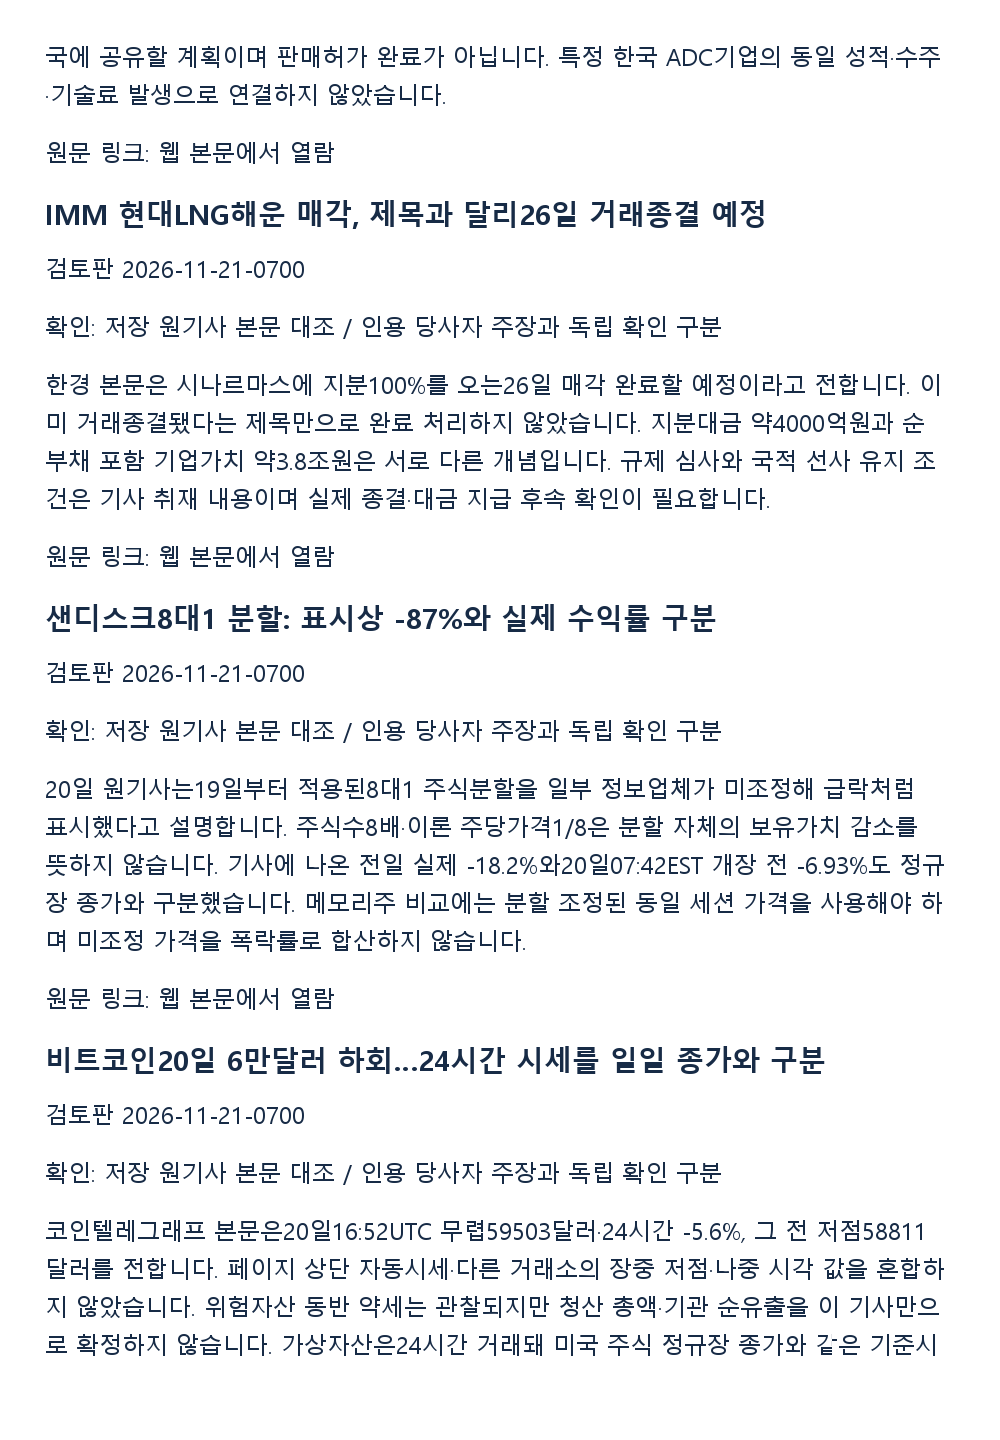 국에 공유할 계획이며 판매허가 완료가 아닙니다. 특정 한국 ADC기업의 동일 성적·수주
·기술료 발생으로 연결하지 않았습니다.
원문 링크: 웹 본문에서 열람
IMM 현대LNG해운 매각, 제목과 달리26일 거래종결 예정
검토판 2026-11-21-0700
확인: 저장 원기사 본문 대조 / 인용 당사자 주장과 독립 확인 구분
한경 본문은 시나르마스에 지분100%를 오는26일 매각 완료할 예정이라고 전합니다. 이
미 거래종결됐다는 제목만으로 완료 처리하지 않았습니다. 지분대금 약4000억원과 순
부채 포함 기업가치 약3.8조원은 서로 다른 개념입니다. 규제 심사와 국적 선사 유지 조
건은 기사 취재 내용이며 실제 종결·대금 지급 후속 확인이 필요합니다.
원문 링크: 웹 본문에서 열람
샌디스크8대1 분할: 표시상 -87%와 실제 수익률 구분
검토판 2026-11-21-0700
확인: 저장 원기사 본문 대조 / 인용 당사자 주장과 독립 확인 구분
20일 원기사는19일부터 적용된8대1 주식분할을 일부 정보업체가 미조정해 급락처럼
표시했다고 설명합니다. 주식수8배·이론 주당가격1/8은 분할 자체의 보유가치 감소를
뜻하지 않습니다. 기사에 나온 전일 실제 -18.2%와20일07:42EST 개장 전 -6.93%도 정규
장 종가와 구분했습니다. 메모리주 비교에는 분할 조정된 동일 세션 가격을 사용해야 하
며 미조정 가격을 폭락률로 합산하지 않습니다.
원문 링크: 웹 본문에서 열람
비트코인20일 6만달러 하회...24시간 시세를 일일 종가와 구분
검토판 2026-11-21-0700
확인: 저장 원기사 본문 대조 / 인용 당사자 주장과 독립 확인 구분
코인텔레그래프 본문은20일16:52UTC 무렵59503달러·24시간 -5.6%, 그 전 저점58811
달러를 전합니다. 페이지 상단 자동시세·다른 거래소의 장중 저점·나중 시각 값을 혼합하
지 않았습니다. 위험자산 동반 약세는 관찰되지만 청산 총액·기관 순유출을 이 기사만으
로 확정하지 않습니다. 가상자산은24시간 거래돼 미국 주식 정규장 종가와 같은 기준시